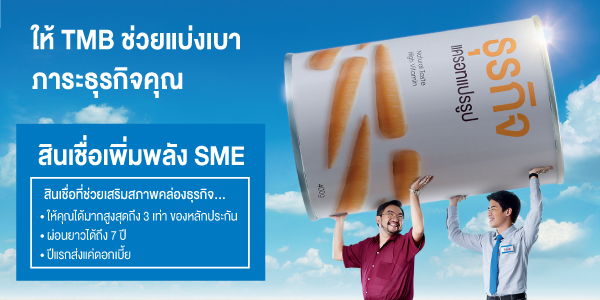 ให้ TMB ช่วยแบ่งเบา
ภาระธุรกิจคุณ
สินเชื่อเพิ่มพลัง SME
สินเชื่อที่ช่วยเสริมสภาพคล่องธุรกิจ...
• ให้คุณได้มากสูงสุดถึง 3 เท่า ของหลักประกัน
• ผ่อนยาวได้ถึง 7 ปี
• ปีแรกส่งแค่ดอกเบี้ย
ธุรกิจ
แครอทแปรรูป
Natural Taste
High Vitamin
400g